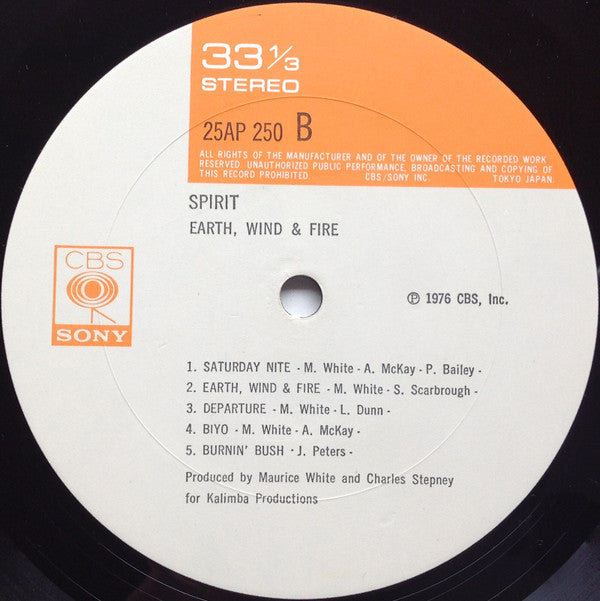 33 1/3
STEREO
25AP 250 B
ALL RIGHTS OF THE MANUFACTURER AND OF THE OWNER OF THE RECORDED WORK
RESERVED. UNAUTHORIZED PUBLIC PERFORMANCE, BROADCASTING AND COPYING OF
THIS RECORD PROHIBITED. CBS/SONY INC. TOKYO JAPAN.
SPIRIT
EARTH, WIND & FIRE
CBS
SONY
℗ 1976 CBS, Inc.
1. SATURDAY NITE - M. White - A. McKay - P. Bailey -
2. EARTH, WIND & FIRE - M. White - S. Scarbrough -
3. DEPARTURE - M. White - L. Dunn -
4. BIYO - M. White - A. McKay -
5. BURNIN' BUSH - J. Peters -
Produced by Maurice White and Charles Stepney
for Kalimba Productions